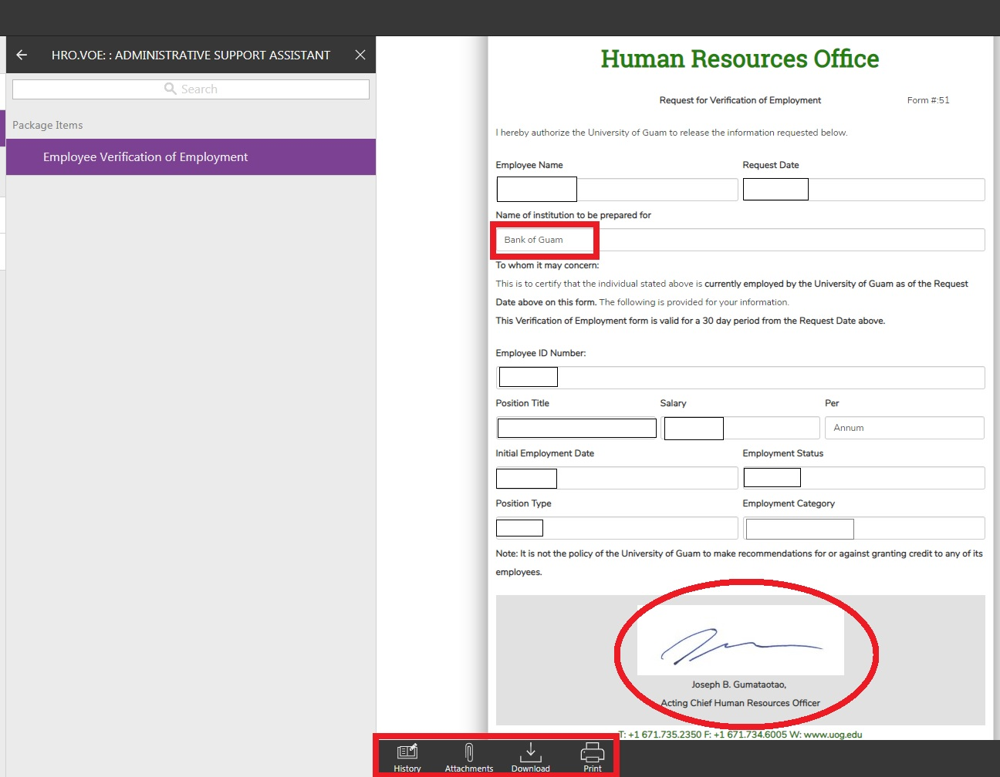 HRO.VOE: : ADMINISTRATIVE SUPPORT ASSISTANT
Search
Package Items
Employee Verification of Employment
Human Resources Office
Request for Verification of Employment Form #:51
I hereby authorize the University of Guam to release the information requested below.
Employee Name Request Date
Name of institution to be prepared for
Bank of Guam
To whom it may concern:
This is to certify that the individual stated above is currently employed by the University of Guam as of the Request
Date above on this form. The following is provided for your information.
This Verification of Employment form is valid for a 30 day period from the Request Date above.
Employee ID Number:
Position Title Salary Per
Annum
Initial Employment Date Employment Status
Position Type Employment Category
Note: It is not the policy of the University of Guam to make recommendations for or against granting credit to any of its
employees.
Joseph B. Gumataotao,
Acting Chief Human Resources Officer
T: +1 671.735.2350 F: +1 671.734.6005 W: www.uog.edu
History Attachments Download Print